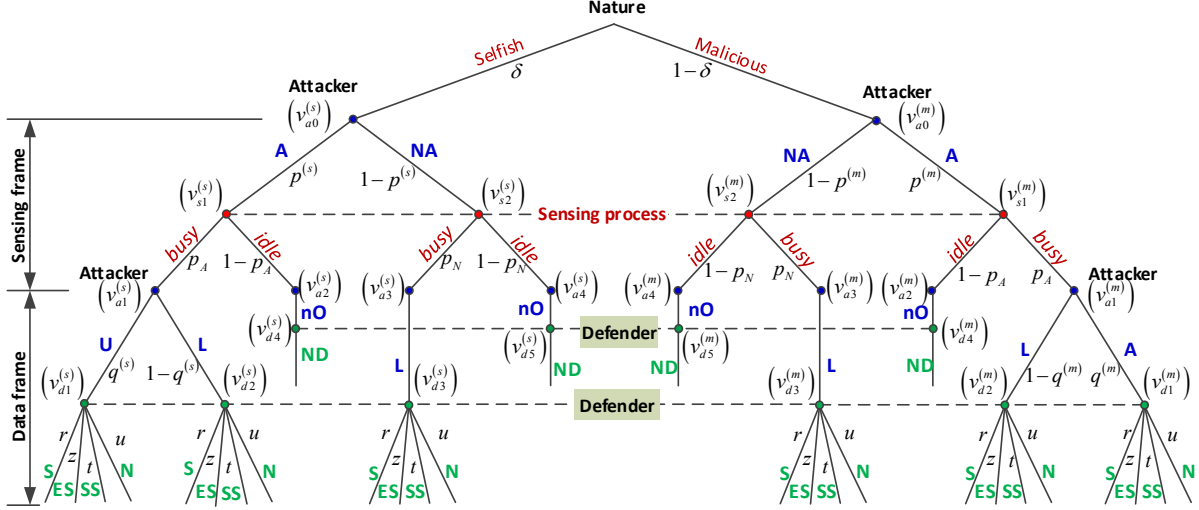 Nature
Selfish
Malicious
δ
1−δ
Attacker
Attacker
(v_{a0}^{(s)})
(v_{a0}^{(m)})
Sensing frame
A
NA
NA
A
p^{(s)}
1−p^{(s)}
1−p^{(m)}
p^{(m)}
(v_{s1}^{(s)})
(v_{s2}^{(s)})
(v_{s2}^{(m)})
(v_{s1}^{(m)})
Sensing process
busy
idle
busy
idle
idle
busy
idle
busy
p_A
1−p_A
p_N
1−p_N
1−p_N
p_N
1−p_A
p_A
Attacker
Attacker
(v_{a1}^{(s)})
(v_{a2}^{(s)})
(v_{a3}^{(s)})
(v_{a4}^{(s)})
(v_{a4}^{(m)})
(v_{a3}^{(m)})
(v_{a2}^{(m)})
(v_{a1}^{(m)})
Data frame
nO
nO
nO
nO
(v_{d4}^{(s)})
(v_{d5}^{(s)})
Defender
(v_{d5}^{(m)})
(v_{d4}^{(m)})
U
L
ND
L
ND
ND
L
ND
L
A
q^{(s)}
1−q^{(s)}
1−q^{(m)}
q^{(m)}
(v_{d1}^{(s)})
(v_{d2}^{(s)})
(v_{d3}^{(s)})
(v_{d3}^{(m)})
(v_{d2}^{(m)})
(v_{d1}^{(m)})
Defender
r z t u
r z t u
r z t u
r z t u
r z t u
r z t u
S ES SS N
S ES SS N
S ES SS N
S ES SS N
S ES SS N
S ES SS N